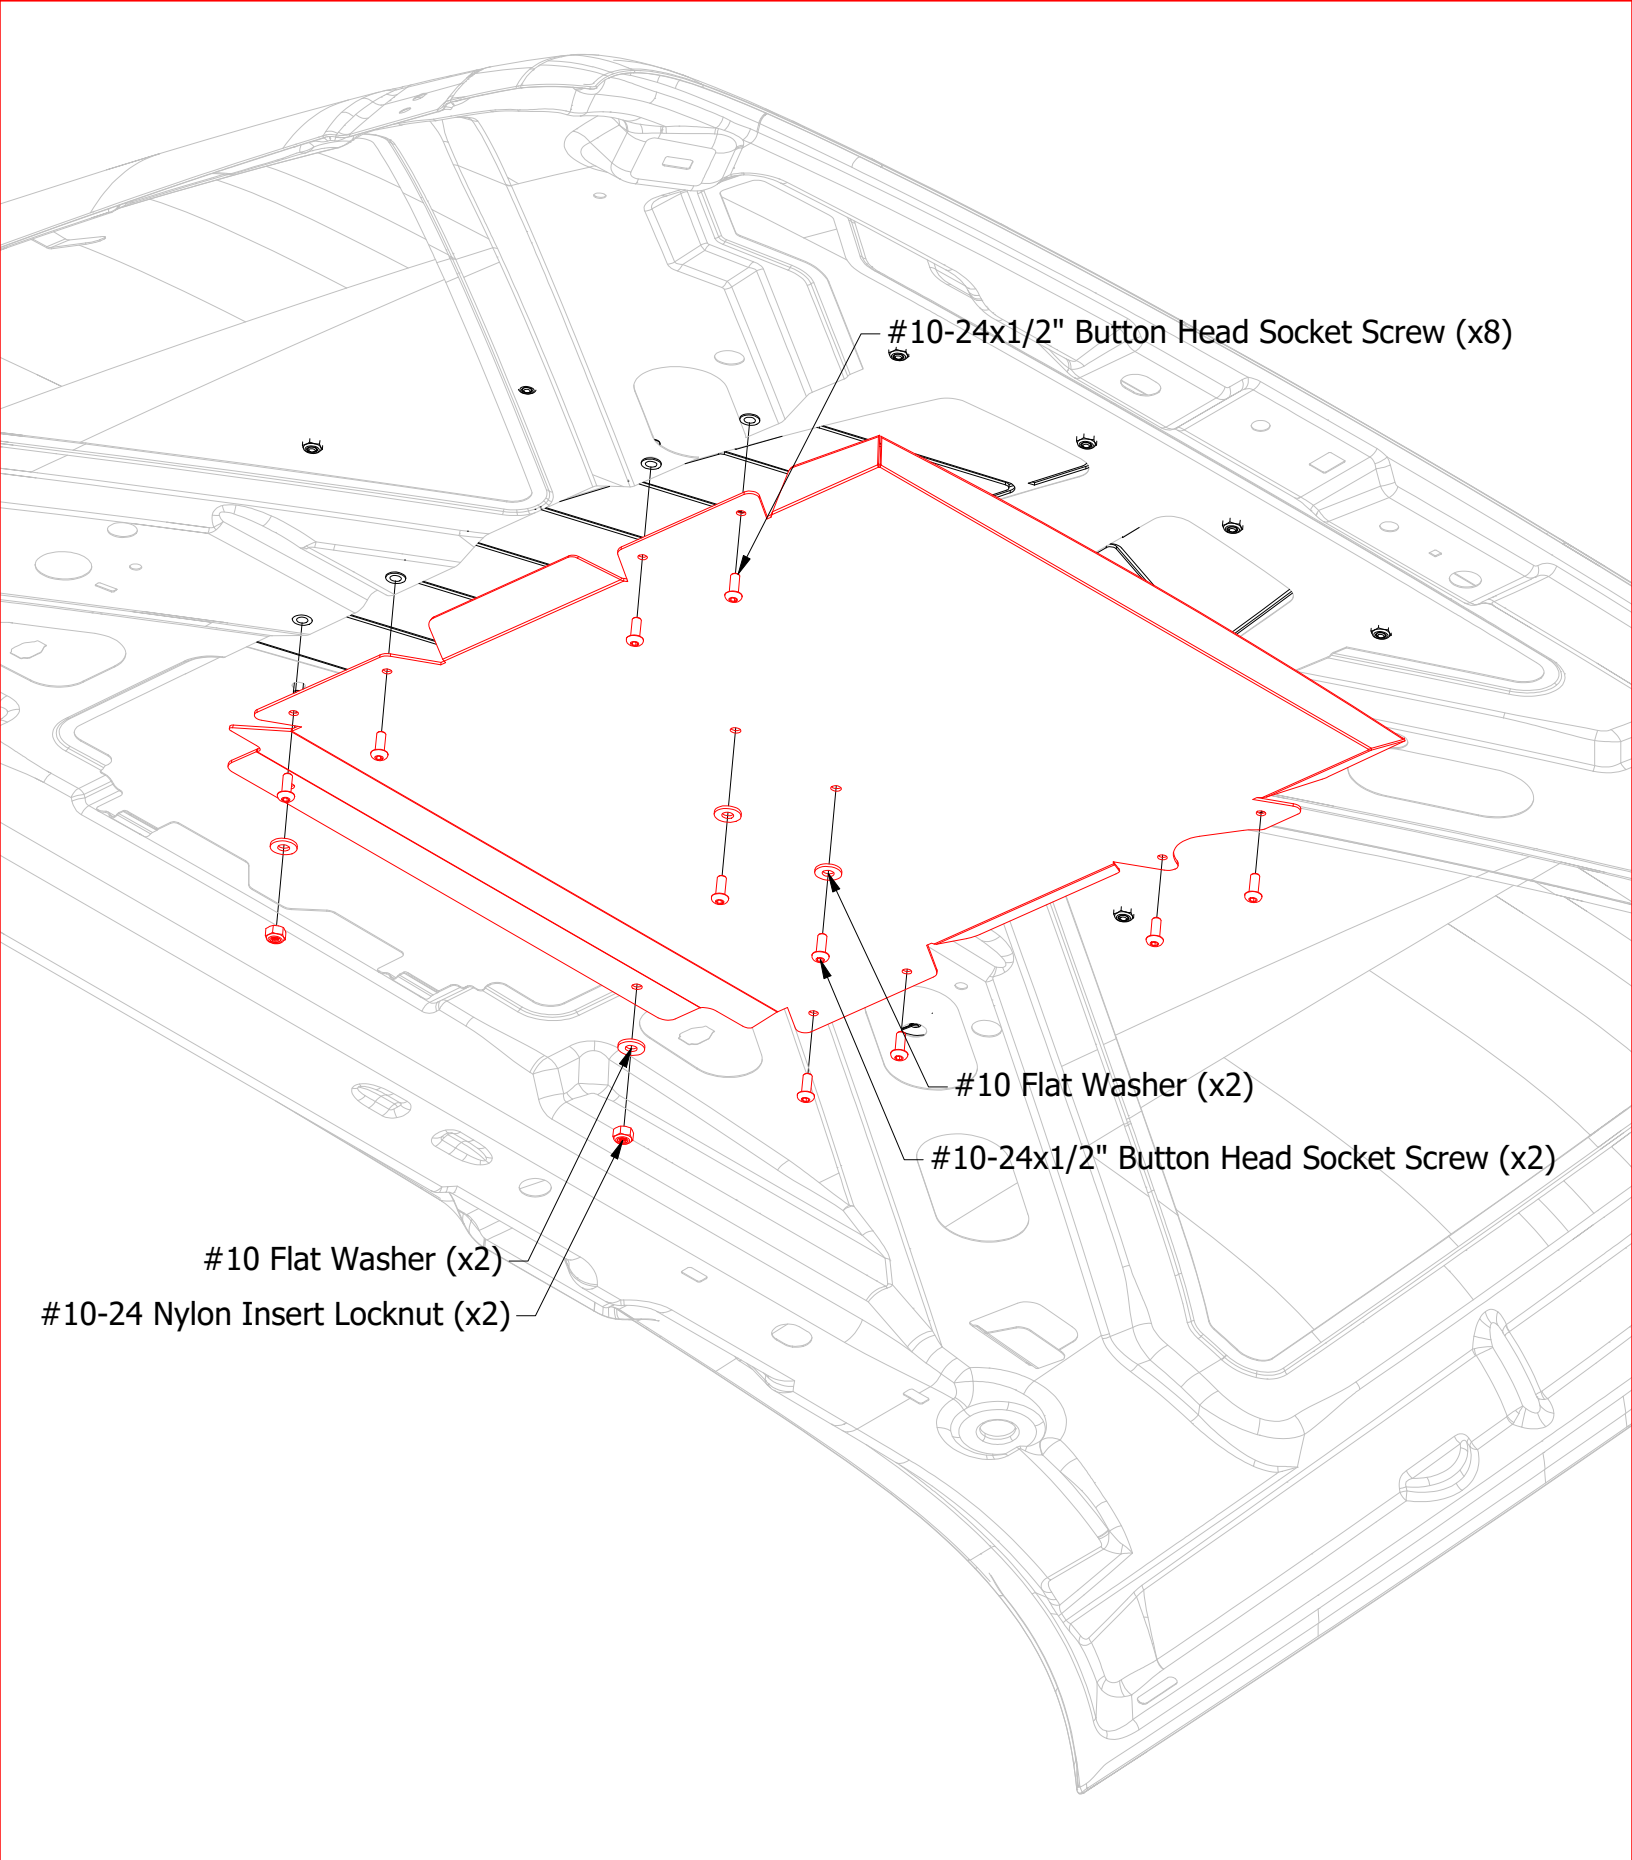 #10-24x1/2" Button Head Socket Screw (x8)
#10 Flat Washer (x2)
#10-24x1/2" Button Head Socket Screw (x2)
#10 Flat Washer (x2)
#10-24 Nylon Insert Locknut (x2)